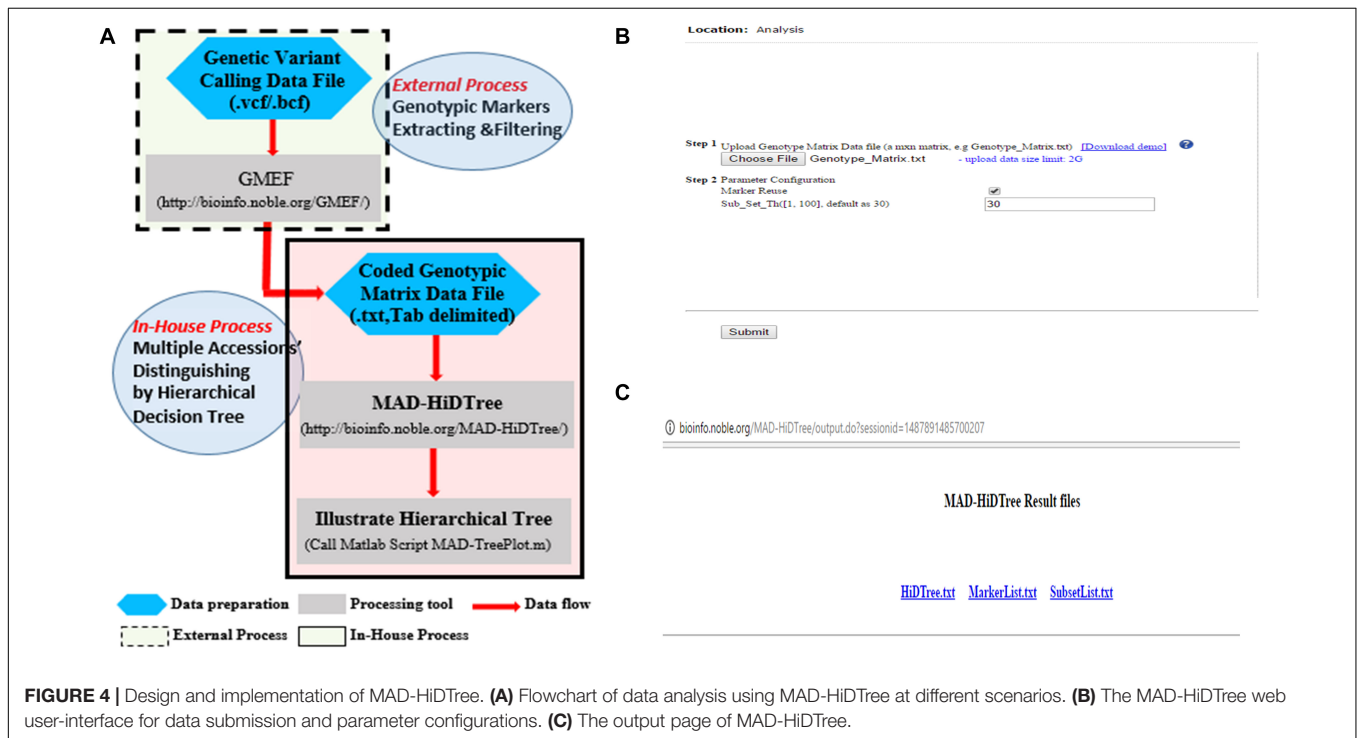 A
Genetic Variant
Calling Data File
(.vcf/.bcf)
External Process
Genotypic Markers
Extracting &Filtering
GMEF
(http://bioinfo.noble.org/GMEF/)
Coded Genotypic
Matrix Data File
(.txt,Tab delimited)
In-House Process
Multiple Accessions'
Distinguishing
by Hierarchical
Decision Tree
MAD-HiDTree
(http://bioinfo.noble.org/MAD-HiDTree/)
Illustrate Hierarchical Tree
(Call Matlab Script MAD-TreePlot.m)
Data preparation Processing tool Data flow
External Process In-House Process
B
Location: Analysis
Step 1 Upload Genotype Matrix Data file (a mxn matrix, e.g Genotype_Matrix.txt) [Download demo] ?
Choose File Genotype_Matrix.txt - upload data size limit: 2G
Step 2 Parameter Configuration
Marker Reuse
Sub_Set_Th([1, 100], default as 30) 30
Submit
C
bioinfo.noble.org/MAD-HiDTree/output.do?sessionid=1487891485700207
MAD-HiDTree Result files
HiDTree.txt MarkerList.txt SubsetList.txt
FIGURE 4 | Design and implementation of MAD-HiDTree. (A) Flowchart of data analysis using MAD-HiDTree at different scenarios. (B) The MAD-HiDTree web
user-interface for data submission and parameter configurations. (C) The output page of MAD-HiDTree.